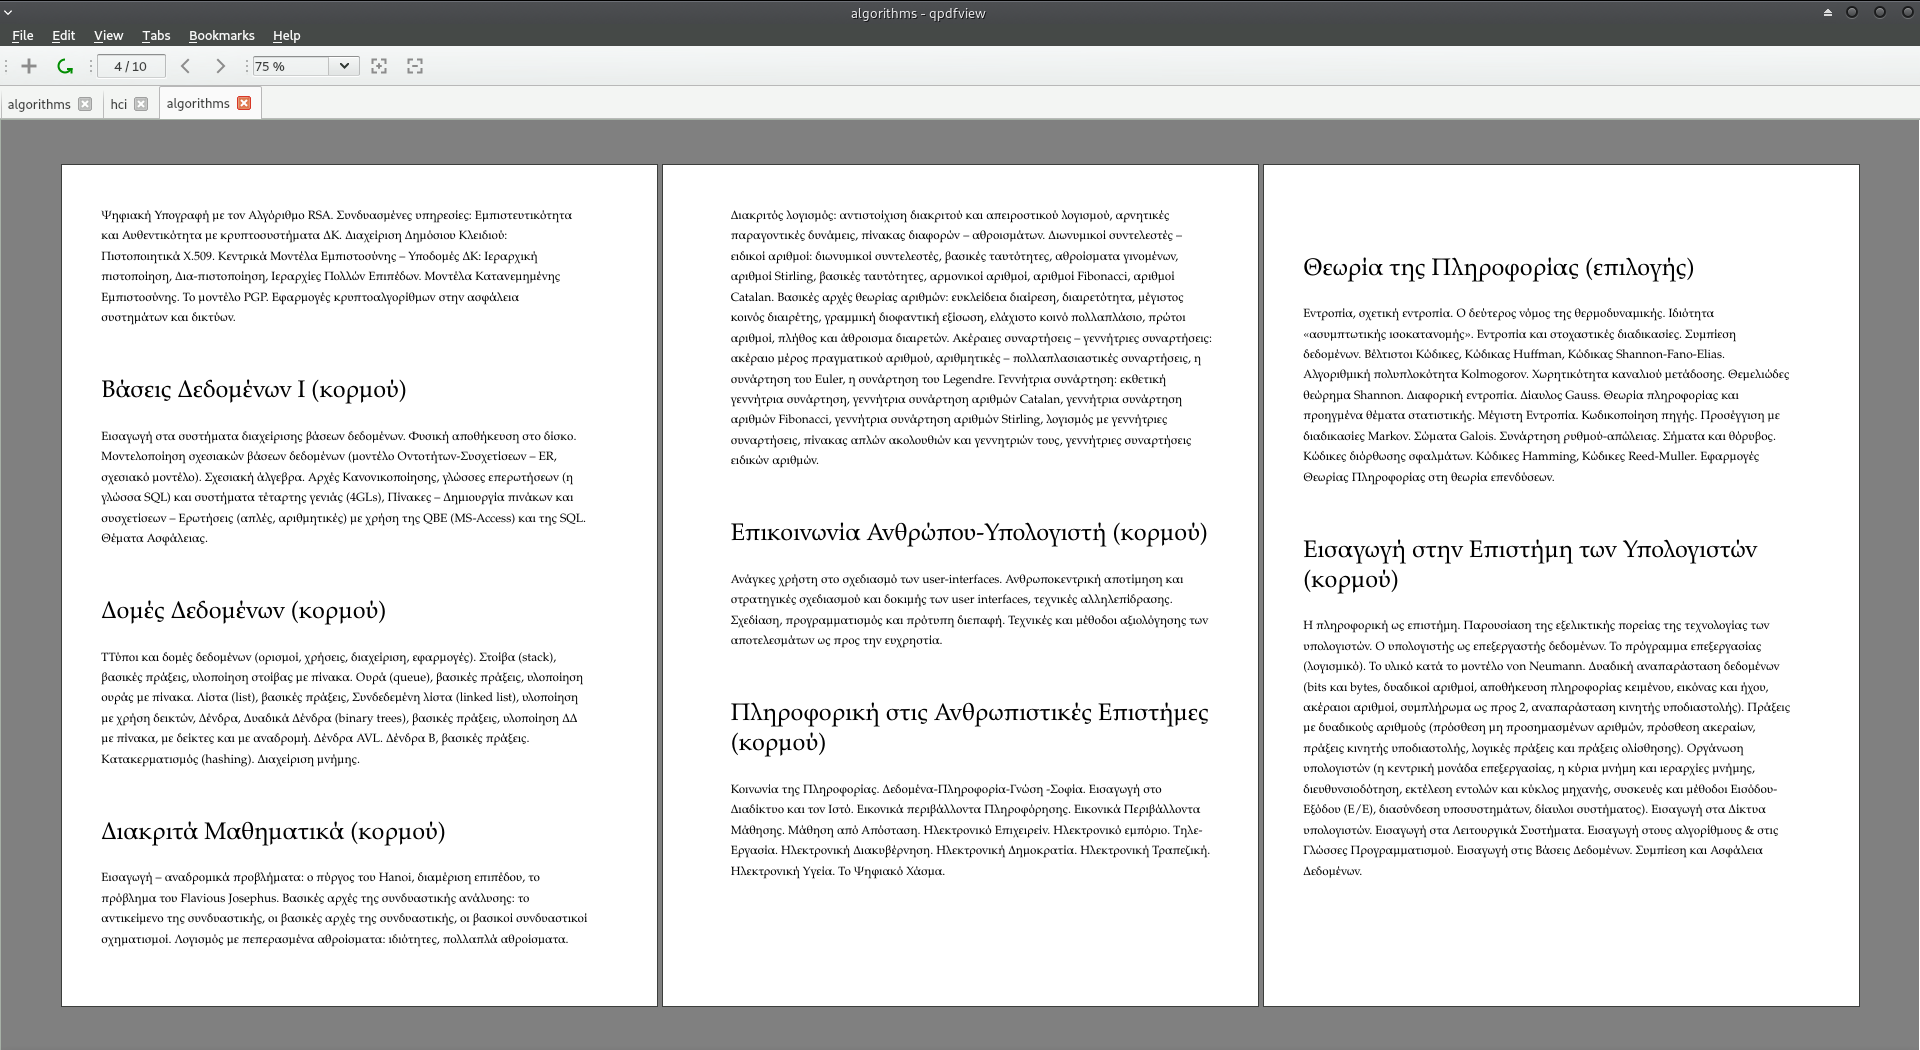 algorithms - qpdfview
File Edit View Tabs Bookmarks Help
4 / 10
75 %
algorithms hci algorithms
Ψηφιακή Υπογραφή με τον Αλγόριθμο RSA. Συνδυασμένες υπηρεσίες: Εμπιστευτικότητα
και Αυθεντικότητα με κρυπτοσυστήματα ΔΚ. Διαχείριση Δημόσιου Κλειδιού:
Πιστοποιητικά X.509. Κεντρικά Μοντέλα Εμπιστοσύνης – Υποδομές ΔΚ: Ιεραρχική
πιστοποίηση, Δια-πιστοποίηση, Ιεραρχίες Πολλών Επιπέδων. Μοντέλα Κατανεμημένης
Εμπιστοσύνης. Το μοντέλο PGP. Εφαρμογές κρυπτοαλγορίθμων στην ασφάλεια
συστημάτων και δικτύων.
Βάσεις Δεδομένων Ι (κορμού)
Εισαγωγή στα συστήματα διαχείρισης βάσεων δεδομένων. Φυσική αποθήκευση στο δίσκο.
Μοντελοποίηση σχεσιακών βάσεων δεδομένων (μοντέλο Οντοτήτων-Συσχετίσεων – ER,
σχεσιακό μοντέλο). Σχεσιακή άλγεβρα. Αρχές Κανονικοποίησης, γλώσσες επερωτήσεων (η
γλώσσα SQL) και συστήματα τέταρτης γενιάς (4GLs), Πίνακες – Δημιουργία πινάκων και
συσχετίσεων – Ερωτήσεις (απλές, αριθμητικές) με χρήση της QBE (MS-Access) και της SQL.
Θέματα Ασφάλειας.
Δομές Δεδομένων (κορμού)
ΤΤύποι και δομές δεδομένων (ορισμοί, χρήσεις, διαχείριση, εφαρμογές). Στοίβα (stack),
βασικές πράξεις, υλοποίηση στοίβας με πίνακα. Ουρά (queue), βασικές πράξεις, υλοποίηση
ουράς με πίνακα. Λίστα (list), βασικές πράξεις, Συνδεδεμένη λίστα (linked list), υλοποίηση
με χρήση δεικτών, Δένδρα, Δυαδικά Δένδρα (binary trees), βασικές πράξεις, υλοποίηση ΔΔ
με πίνακα, με δείκτες και με αναδρομή. Δένδρα AVL. Δένδρα Β, βασικές πράξεις.
Κατακερματισμός (hashing). Διαχείριση μνήμης.
Διακριτά Μαθηματικά (κορμού)
Εισαγωγή – αναδρομικά προβλήματα: ο πύργος του Hanoi, διαμέριση επιπέδου, το
πρόβλημα του Flavious Josephus. Βασικές αρχές της συνδυαστικής ανάλυσης: το
αντικείμενο της συνδυαστικής, οι βασικές αρχές της συνδυαστικής, οι βασικοί συνδυαστικοί
σχηματισμοί. Λογισμός με πεπερασμένα αθροίσματα: ιδιότητες, πολλαπλά αθροίσματα.
Διακριτός λογισμός: αντιστοίχιση διακριτού και απειροστικού λογισμού, αρνητικές
παραγοντικές δυνάμεις, πίνακας διαφορών – αθροισμάτων. Διωνυμικοί συντελεστές –
ειδικοί αριθμοί: διωνυμικοί συντελεστές, βασικές ταυτότητες, αθροίσματα γινομένων,
αριθμοί Stirling, βασικές ταυτότητες, αρμονικοί αριθμοί, αριθμοί Fibonacci, αριθμοί
Catalan. Βασικές αρχές θεωρίας αριθμών: ευκλείδεια διαίρεση, διαιρετότητα, μέγιστος
κοινός διαιρέτης, γραμμική διοφαντική εξίσωση, ελάχιστο κοινό πολλαπλάσιο, πρώτοι
αριθμοί, πλήθος και άθροισμα διαιρετών. Ακέραιες συναρτήσεις – γεννήτριες συναρτήσεις:
ακέραιο μέρος πραγματικού αριθμού, αριθμητικές – πολλαπλασιαστικές συναρτήσεις, η
συνάρτηση του Euler, η συνάρτηση του Legendre. Γεννήτρια συνάρτηση: εκθετική
γεννήτρια συνάρτηση, γεννήτρια συνάρτηση αριθμών Catalan, γεννήτρια συνάρτηση
αριθμών Fibonacci, γεννήτρια συνάρτηση αριθμών Stirling, λογισμός με γεννήτριες
συναρτήσεις, πίνακας απλών ακολουθιών και γεννητριών τους, γεννήτριες συναρτήσεις
ειδικών αριθμών.
Επικοινωνία Ανθρώπου-Υπολογιστή (κορμού)
Ανάγκες χρήστη στο σχεδιασμό των user-interfaces. Ανθρωποκεντρική αποτίμηση και
στρατηγικές σχεδιασμού και δοκιμής των user interfaces, τεχνικές αλληλεπίδρασης.
Σχεδίαση, προγραμματισμός και πρότυπη διεπαφή. Τεχνικές και μέθοδοι αξιολόγησης των
αποτελεσμάτων ως προς την ευχρηστία.
Πληροφορική στις Ανθρωπιστικές Επιστήμες
(κορμού)
Κοινωνία της Πληροφορίας. Δεδομένα-Πληροφορία-Γνώση -Σοφία. Εισαγωγή στο
Διαδίκτυο και τον Ιστό. Εικονικά περιβάλλοντα Πληροφόρησης. Εικονικά Περιβάλλοντα
Μάθησης. Μάθηση από Απόσταση. Ηλεκτρονικό Επιχειρείν. Ηλεκτρονικό εμπόριο. Τηλε-
Εργασία. Ηλεκτρονική Διακυβέρνηση. Ηλεκτρονική Δημοκρατία. Ηλεκτρονική Τραπεζική.
Ηλεκτρονική Υγεία. Το Ψηφιακό Χάσμα.
Θεωρία της Πληροφορίας (επιλογής)
Εντροπία, σχετική εντροπία. Ο δεύτερος νόμος της θερμοδυναμικής. Ιδιότητα
«ασυμπτωτικής ισοκατανομής». Εντροπία και στοχαστικές διαδικασίες. Συμπίεση
δεδομένων. Βέλτιστοι Κώδικες, Κώδικας Huffman, Κώδικας Shannon-Fano-Elias.
Αλγοριθμική πολυπλοκότητα Kolmogorov. Χωρητικότητα καναλιού μετάδοσης. Θεμελιώδες
θεώρημα Shannon. Διαφορική εντροπία. Δίαυλος Gauss. Θεωρία πληροφορίας και
προηγμένα θέματα στατιστικής. Μέγιστη Εντροπία. Κωδικοποίηση πηγής. Προσέγγιση με
διαδικασίες Markov. Σώματα Galois. Συνάρτηση ρυθμού-απώλειας. Σήματα και θόρυβος.
Κώδικες διόρθωσης σφαλμάτων. Κώδικες Hamming, Κώδικες Reed-Muller. Εφαρμογές
Θεωρίας Πληροφορίας στη θεωρία επενδύσεων.
Εισαγωγή στην Επιστήμη των Υπολογιστών
(κορμού)
Η πληροφορική ως επιστήμη. Παρουσίαση της εξελικτικής πορείας της τεχνολογίας των
υπολογιστών. Ο υπολογιστής ως επεξεργαστής δεδομένων. Το πρόγραμμα επεξεργασίας
(λογισμικό). Το υλικό κατά το μοντέλο von Neumann. Δυαδική αναπαράσταση δεδομένων
(bits και bytes, δυαδικοί αριθμοί, αποθήκευση πληροφορίας κειμένου, εικόνας και ήχου,
ακέραιοι αριθμοί, συμπλήρωμα ως προς 2, αναπαράσταση κινητής υποδιαστολής). Πράξεις
με δυαδικούς αριθμούς (πρόσθεση μη προσημασμένων αριθμών, πρόσθεση ακεραίων,
πράξεις κινητής υποδιαστολής, λογικές πράξεις και πράξεις ολίσθησης). Οργάνωση
υπολογιστών (η κεντρική μονάδα επεξεργασίας, η κύρια μνήμη και ιεραρχίες μνήμης,
διευθυνσιοδότηση, εκτέλεση εντολών και κύκλος μηχανής, συσκευές και μέθοδοι Εισόδου-
Εξόδου (Ε/Ε), διασύνδεση υποσυστημάτων, δίαυλοι συστήματος). Εισαγωγή στα Δίκτυα
υπολογιστών. Εισαγωγή στα Λειτουργικά Συστήματα. Εισαγωγή στους αλγορίθμους & στις
Γλώσσες Προγραμματισμού. Εισαγωγή στις Βάσεις Δεδομένων. Συμπίεση και Ασφάλεια
Δεδομένων.